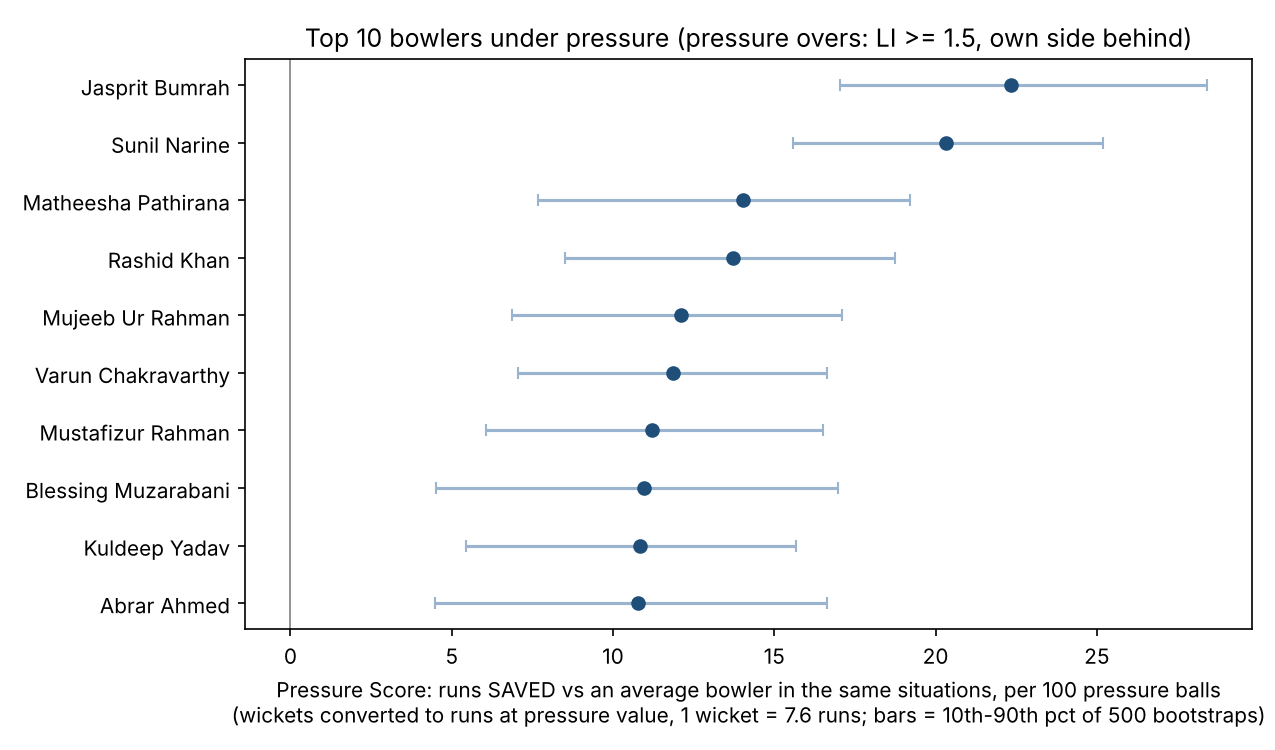 Top 10 bowlers under pressure (pressure overs: LI >= 1.5, own side behind)
Jasprit Bumrah
Sunil Narine
Matheesha Pathirana
Rashid Khan
Mujeeb Ur Rahman
Varun Chakravarthy
Mustafizur Rahman
Blessing Muzarabani
Kuldeep Yadav
Abrar Ahmed
0 5 10 15 20 25
Pressure Score: runs SAVED vs an average bowler in the same situations, per 100 pressure balls
(wickets converted to runs at pressure value, 1 wicket = 7.6 runs; bars = 10th-90th pct of 500 bootstraps)